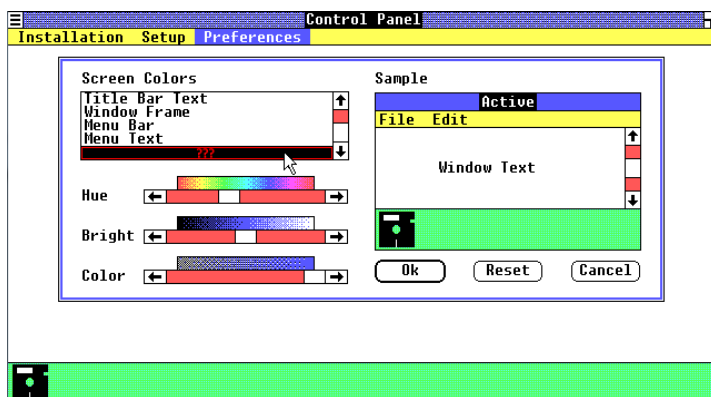 Control Panel
Installation Setup Preferences
Screen Colors
Title Bar Text
Window Frame
Menu Bar
Menu Text
???
Hue
Bright
Color
Sample
Active
File Edit
Window Text
Ok Reset Cancel